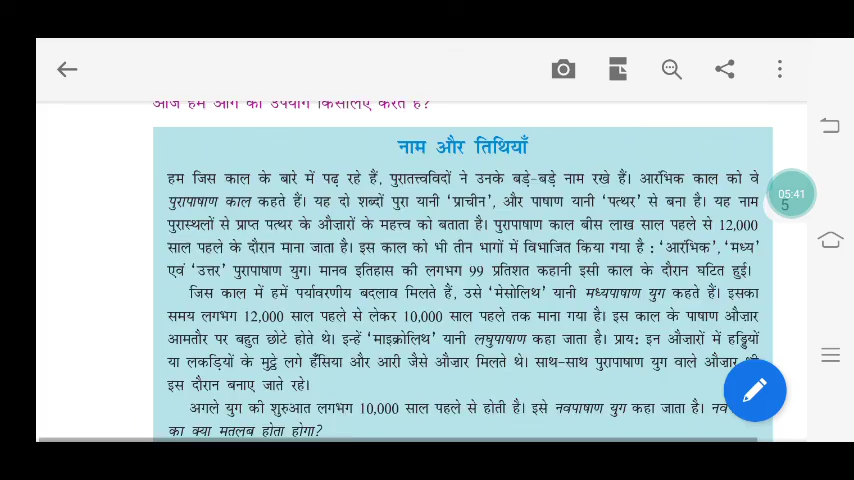 आज हम आग का उपयोग किसलिए करते हैं?
नाम और तिथियाँ
हम जिस काल के बारे में पढ़ रहे हैं, पुरातत्त्वविदों ने उनके बड़े-बड़े नाम रखे हैं। आरंभिक काल को वे
पुरापाषाण काल कहते हैं। यह दो शब्दों पुरा यानी ‘प्राचीन’, और पाषाण यानी ‘पत्थर’ से बना है। यह नाम
पुरास्थलों से प्राप्त पत्थर के औज़ारों के महत्त्व को बताता है। पुरापाषाण काल बीस लाख साल पहले से 12,000
साल पहले के दौरान माना जाता है। इस काल को भी तीन भागों में विभाजित किया गया है : ‘आरंभिक’, ‘मध्य’
एवं ‘उत्तर’ पुरापाषाण युग। मानव इतिहास की लगभग 99 प्रतिशत कहानी इसी काल के दौरान घटित हुई।
जिस काल में हमें पर्यावरणीय बदलाव मिलते हैं, उसे ‘मेसोलिथ’ यानी मध्यपाषाण युग कहते हैं। इसका
समय लगभग 12,000 साल पहले से लेकर 10,000 साल पहले तक माना गया है। इस काल के पाषाण औज़ार
आमतौर पर बहुत छोटे होते थे। इन्हें ‘माइक्रोलिथ’ यानी लघुपाषाण कहा जाता है। प्राय: इन औज़ारों में हड्डियों
या लकड़ियों के मुट्ठे लगे हँसिया और आरी जैसे औज़ार मिलते थे। साथ-साथ पुरापाषाण युग वाले औज़ार भी
इस दौरान बनाए जाते रहे।
अगले युग की शुरुआत लगभग 10,000 साल पहले से होती है। इसे नवपाषाण युग कहा जाता है।
का क्या मतलब होता होगा?
05:41
5